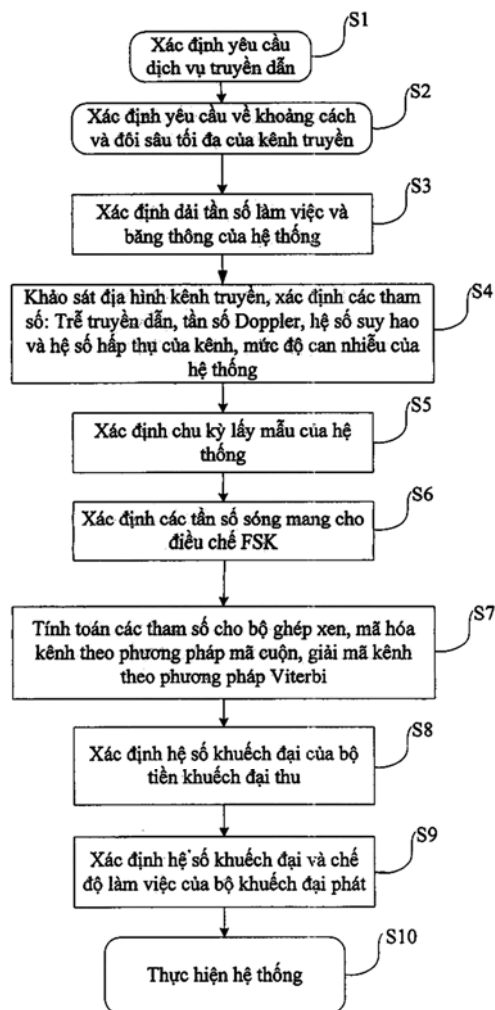 S1
Xác định yêu cầu
dịch vụ truyền dẫn
S2
Xác định yêu cầu về khoảng cách
và đôi sâu tối đa của kênh truyền
S3
Xác định dải tần số làm việc và
băng thông của hệ thống
S4
Khảo sát địa hình kênh truyền, xác định các tham
số: Trễ truyền dẫn, tần số Doppler, hệ số suy hao
và hệ số hấp thụ của kênh, mức độ can nhiễu của
hệ thống
S5
Xác định chu kỳ lấy mẫu của hệ
thống
S6
Xác định các tần số sóng mang cho
điều chế FSK
S7
Tính toán các tham số cho bộ ghép xen, mã hóa
kênh theo phương pháp mã cuộn, giải mã kênh
theo phương pháp Viterbi
S8
Xác định hệ số khuếch đại của bộ
tiền khuếch đại thu
S9
Xác định hệ số khuếch đại và chế
độ làm việc của bộ khuếch đại phát
S10
Thực hiện hệ thống